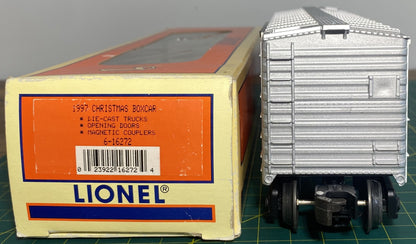 1997 CHRISTMAS BOXCAR
• DIE-CAST TRUCKS
• OPENING DOORS
• MAGNETIC COUPLERS
6-16272
0 23922 16272 4
LIONEL®